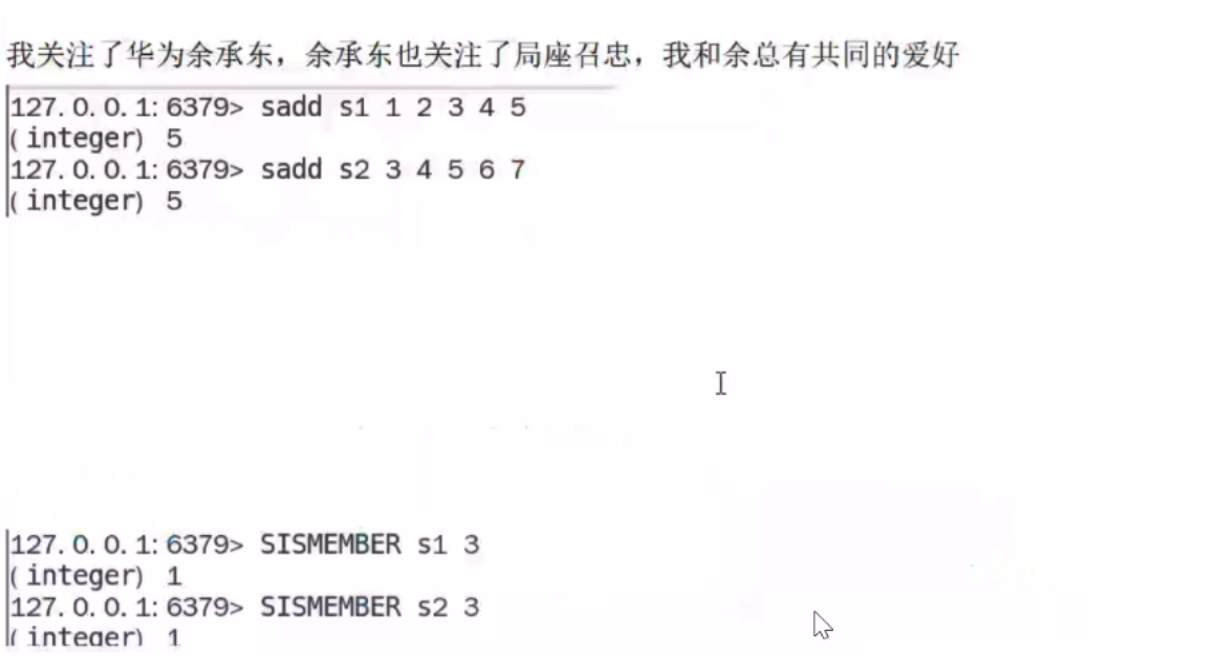 我关注了华为余承东，余承东也关注了局座召忠，我和余总有共同的爱好
127.0.0.1:6379> sadd s1 1 2 3 4 5
(integer) 5
127.0.0.1:6379> sadd s2 3 4 5 6 7
(integer) 5
127.0.0.1:6379> SISMEMBER s1 3
(integer) 1
127.0.0.1:6379> SISMEMBER s2 3
(integer) 1